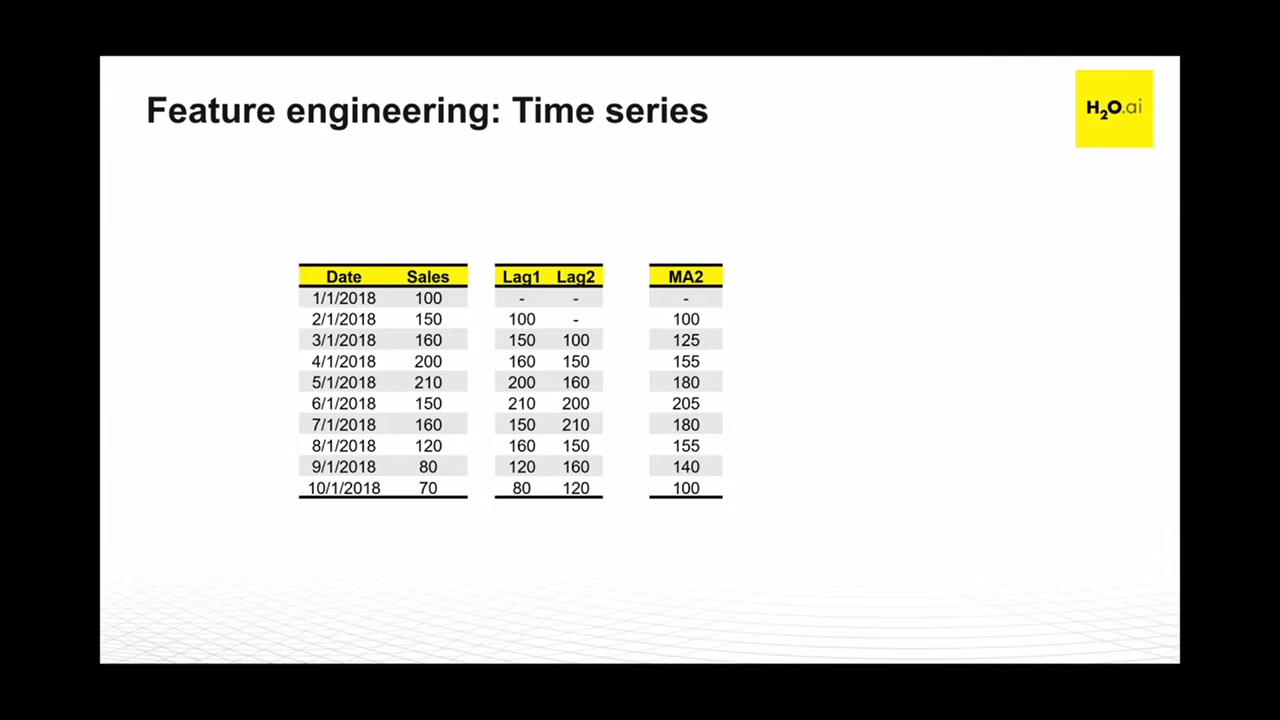 Feature engineering: Time series
H2O.ai
Date Sales Lag1 Lag2 MA2
1/1/2018 100 - - -
2/1/2018 150 100 - 100
3/1/2018 160 150 100 125
4/1/2018 200 160 150 155
5/1/2018 210 200 160 180
6/1/2018 150 210 200 205
7/1/2018 160 150 210 180
8/1/2018 120 160 150 155
9/1/2018 80 120 160 140
10/1/2018 70 80 120 100